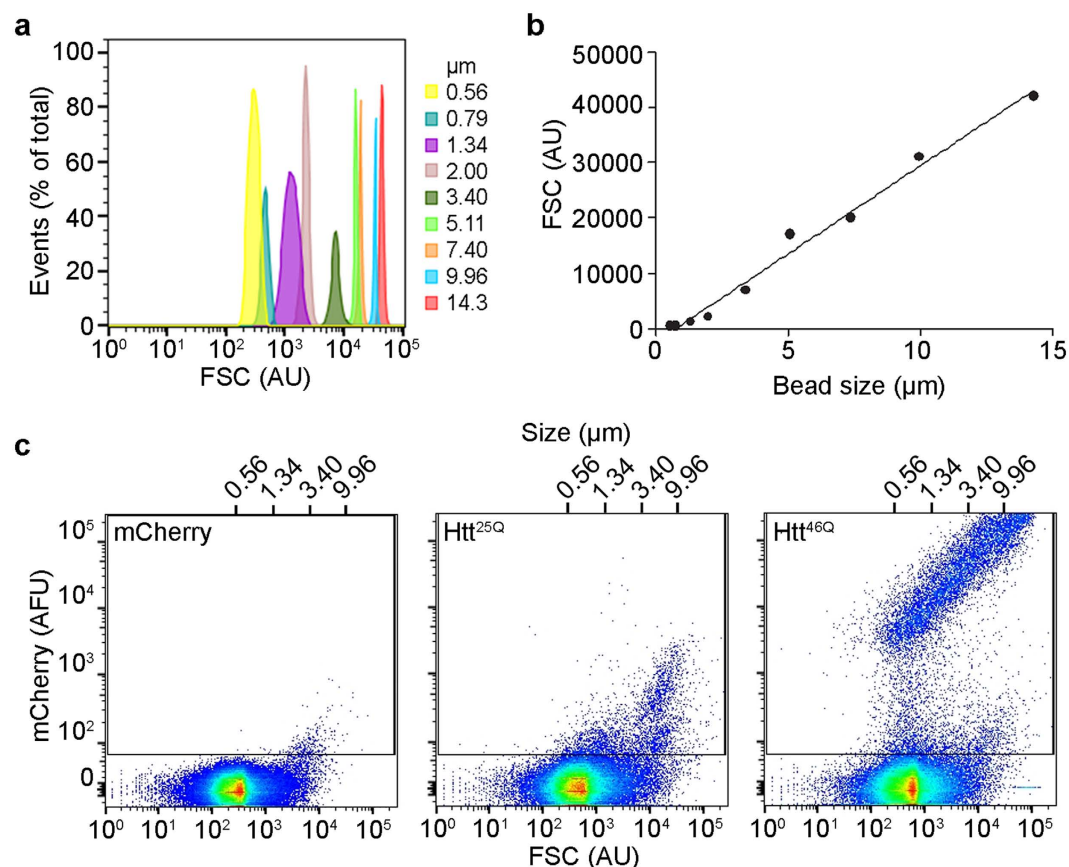 a
100
80
60
40
20
0
Events (% of total)
10⁰ 10¹ 10² 10³ 10⁴ 10⁵
FSC (AU)
µm
0.56
0.79
1.34
2.00
3.40
5.11
7.40
9.96
14.3
b
50000
40000
30000
20000
10000
0
FSC (AU)
0 5 10 15
Bead size (µm)
c
Size (µm)
0.56 1.34 3.40 9.96
0.56 1.34 3.40 9.96
0.56 1.34 3.40 9.96
mCherry
Htt²⁵Q
Htt⁴⁶Q
10⁵
10⁴
10³
10²
0
mCherry (AFU)
10⁰ 10¹ 10² 10³ 10⁴ 10⁵
10⁰ 10¹ 10² 10³ 10⁴ 10⁵
10⁰ 10¹ 10² 10³ 10⁴ 10⁵
FSC (AU)